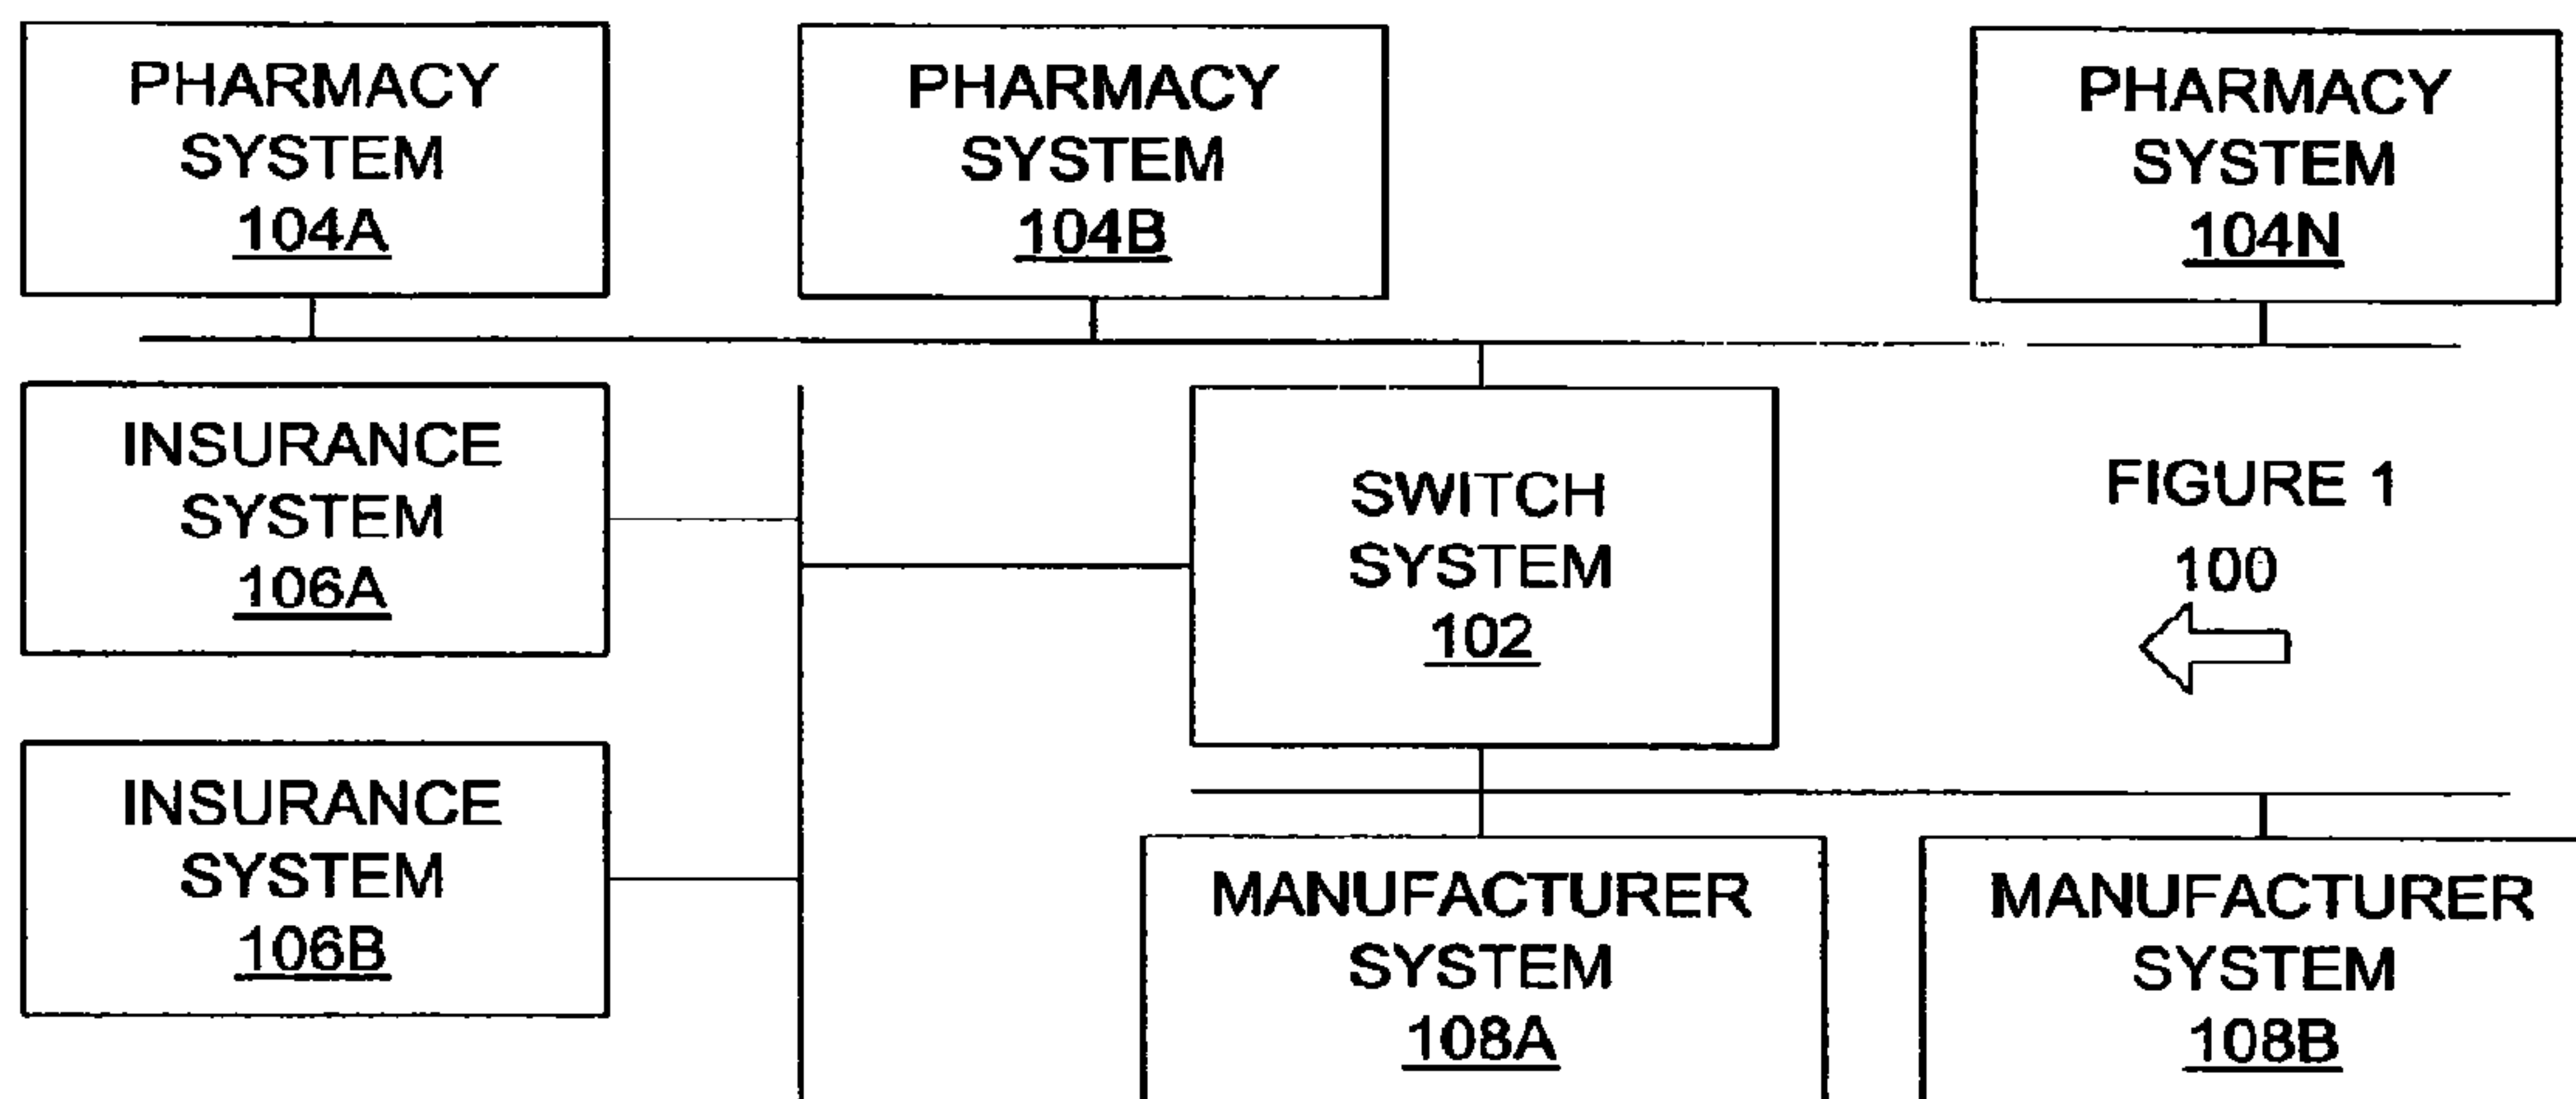 PHARMACY
SYSTEM
104A
PHARMACY
SYSTEM
104B
PHARMACY
SYSTEM
104N
INSURANCE
SYSTEM
106A
SWITCH
SYSTEM
102
FIGURE 1
100
INSURANCE
SYSTEM
106B
MANUFACTURER
SYSTEM
108A
MANUFACTURER
SYSTEM
108B